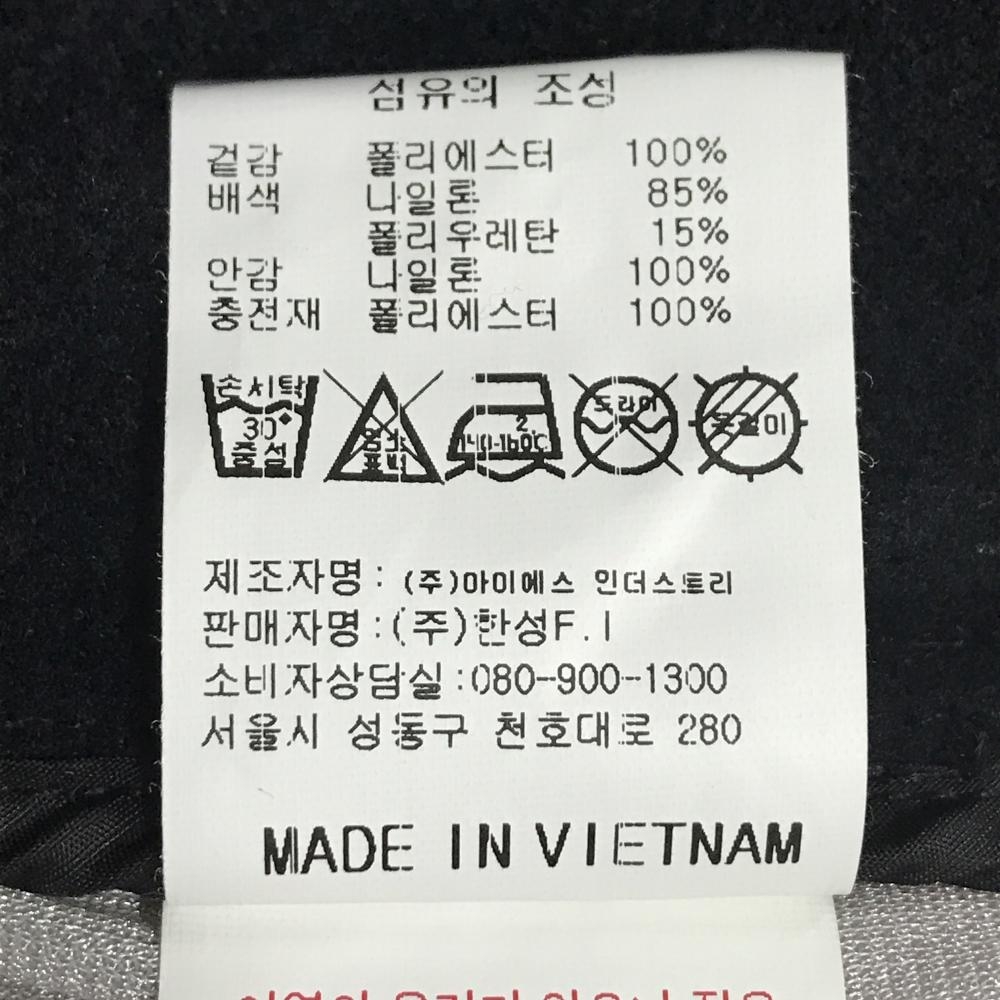 섬유의 조성
겉감 폴리에스터 100%
배색 나일론 85%
폴리우레탄 15%
안감 나일론 100%
충전재 폴리에스터 100%
손세탁 30° 중성
염소 표백
2. 140-160℃
드라이
제조자명 : (주)아이에스 인더스트리
판매자명 : (주)한성F.I
소비자상담실 : 080-900-1300
서울시 성동구 천호대로 280
MADE IN VIETNAM